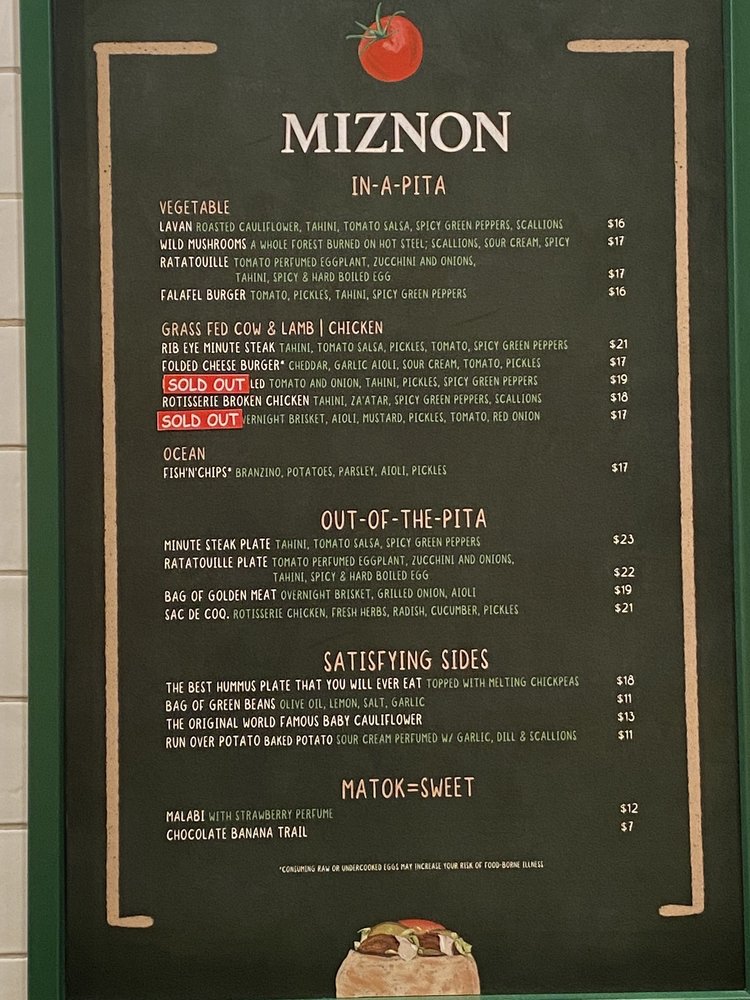 MIZNON
IN-A-PITA
VEGETABLE
LAVAN ROASTED CAULIFLOWER, TAHINI, TOMATO SALSA, SPICY GREEN PEPPERS, SCALLIONS $16
WILD MUSHROOMS A WHOLE FOREST BURNED ON HOT STEEL; SCALLIONS, SOUR CREAM, SPICY $17
RATATOUILLE TOMATO PERFUMED EGGPLANT, ZUCCHINI AND ONIONS,
TAHINI, SPICY & HARD BOILED EGG $17
FALAFEL BURGER TOMATO, PICKLES, TAHINI, SPICY GREEN PEPPERS $16
GRASS FED COW & LAMB | CHICKEN
RIB EYE MINUTE STEAK TAHINI, TOMATO SALSA, PICKLES, TOMATO, SPICY GREEN PEPPERS $21
FOLDED CHEESE BURGER* CHEDDAR, GARLIC AIOLI, SOUR CREAM, TOMATO, PICKLES $17
SOLD OUT LED TOMATO AND ONION, TAHINI, PICKLES, SPICY GREEN PEPPERS $19
ROTISSERIE BROKEN CHICKEN TAHINI, ZA'ATAR, SPICY GREEN PEPPERS, SCALLIONS $18
SOLD OUT VERNIGHT BRISKET, AIOLI, MUSTARD, PICKLES, TOMATO, RED ONION $17
OCEAN
FISH'N'CHIPS* BRANZINO, POTATOES, PARSLEY, AIOLI, PICKLES $17
OUT-OF-THE-PITA
MINUTE STEAK PLATE TAHINI, TOMATO SALSA, SPICY GREEN PEPPERS $23
RATATOUILLE PLATE TOMATO PERFUMED EGGPLANT, ZUCCHINI AND ONIONS,
TAHINI, SPICY & HARD BOILED EGG $22
BAG OF GOLDEN MEAT OVERNIGHT BRISKET, GRILLED ONION, AIOLI $19
SAC DE COQ. ROTISSERIE CHICKEN, FRESH HERBS, RADISH, CUCUMBER, PICKLES $21
SATISFYING SIDES
THE BEST HUMMUS PLATE THAT YOU WILL EVER EAT TOPPED WITH MELTING CHICKPEAS $18
BAG OF GREEN BEANS OLIVE OIL, LEMON, SALT, GARLIC $11
THE ORIGINAL WORLD FAMOUS BABY CAULIFLOWER $13
RUN OVER POTATO BAKED POTATO SOUR CREAM PERFUMED W/ GARLIC, DILL & SCALLIONS $11
MATOK=SWEET
MALABI WITH STRAWBERRY PERFUME $12
CHOCOLATE BANANA TRAIL $7
*CONSUMING RAW OR UNDERCOOKED EGGS MAY INCREASE YOUR RISK OF FOOD-BORNE ILLNESS